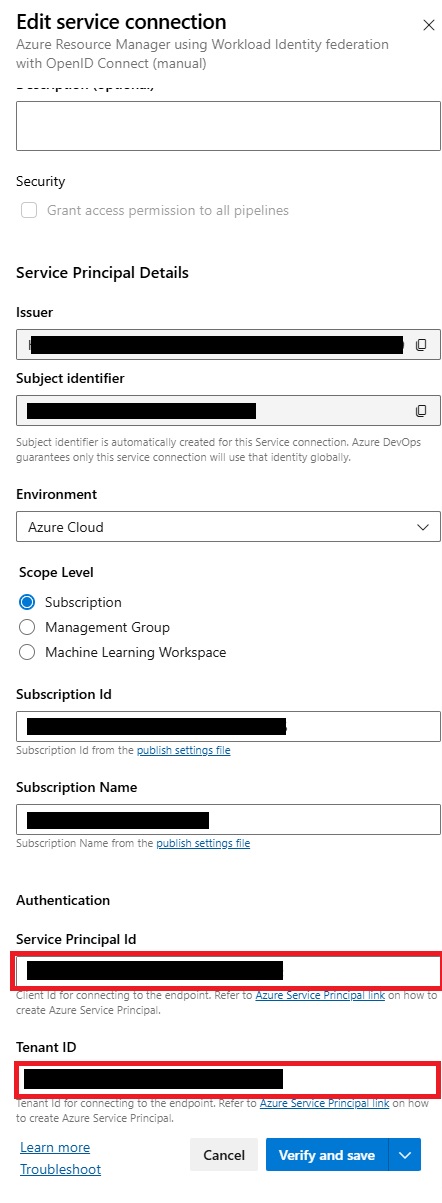 Edit service connection
Azure Resource Manager using Workload Identity federation
with OpenID Connect (manual)
Description (optional)
Security
Grant access permission to all pipelines
Service Principal Details
Issuer
Subject identifier
Subject identifier is automatically created for this Service connection. Azure DevOps
guarantees only this service connection will use that identity globally.
Environment
Azure Cloud
Scope Level
Subscription
Management Group
Machine Learning Workspace
Subscription Id
Subscription Id from the publish settings file
Subscription Name
Subscription Name from the publish settings file
Authentication
Service Principal Id
Client Id for connecting to the endpoint. Refer to Azure Service Principal link on how to
create Azure Service Principal.
Tenant ID
Tenant Id for connecting to the endpoint. Refer to Azure Service Principal link on how
to create Azure Service Principal.
Learn more
Troubleshoot
Cancel
Verify and save